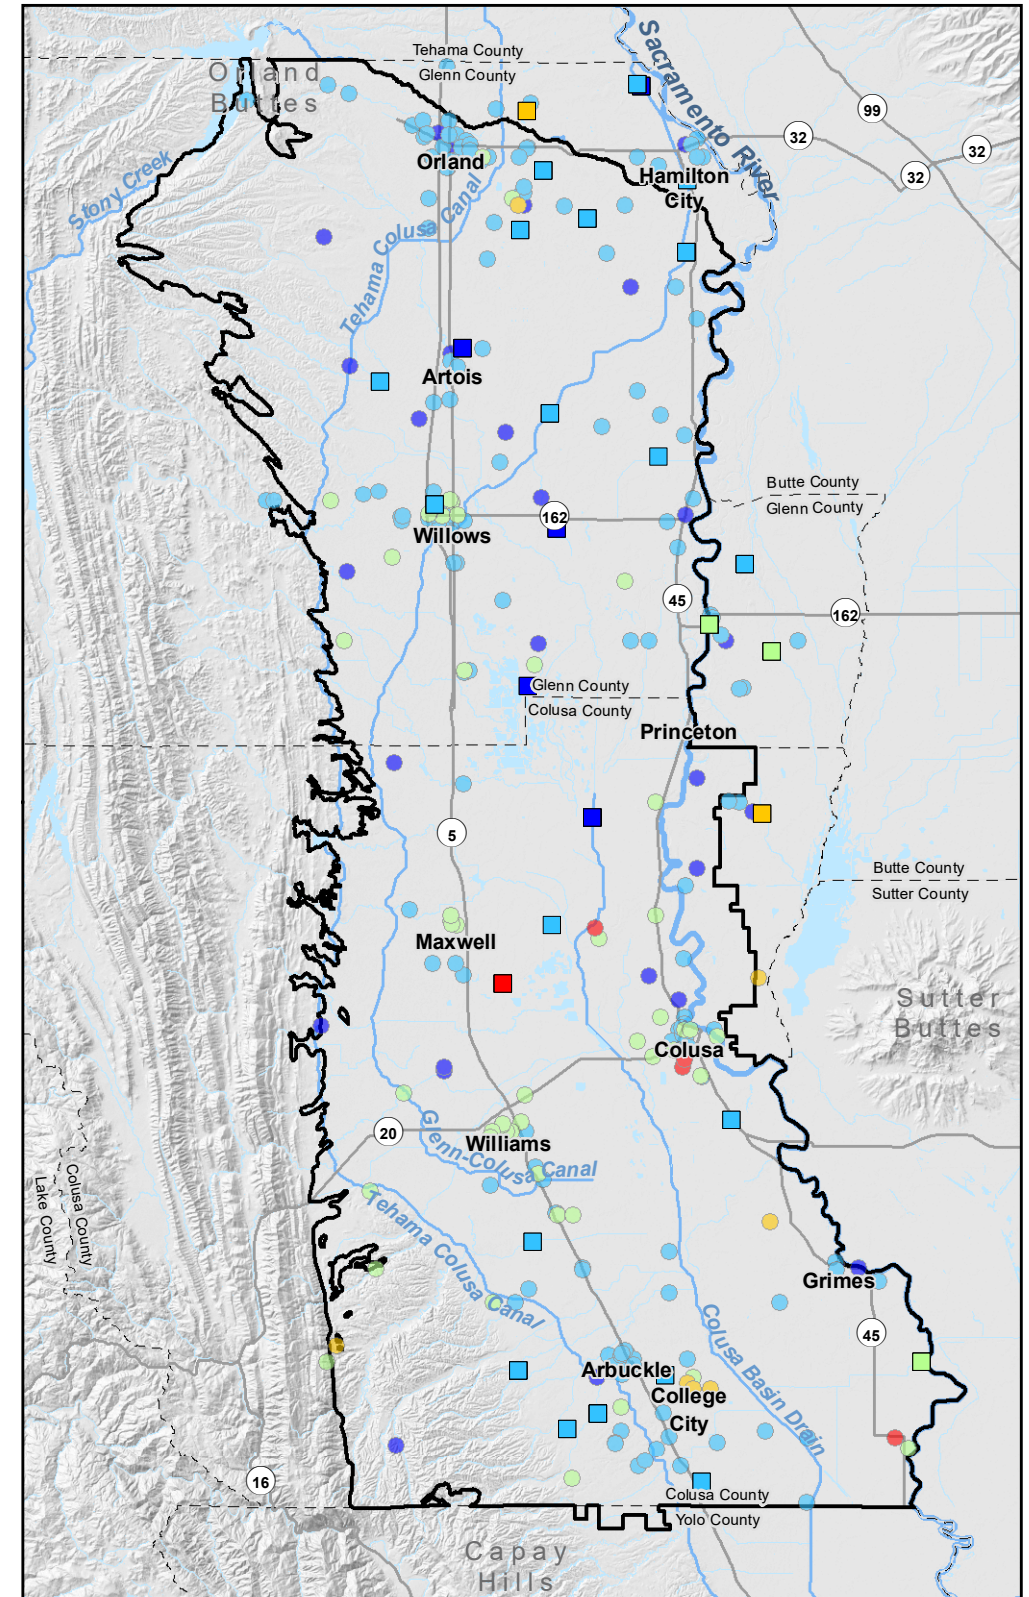 Tehama County
Glenn County
Orland
Buttes
Sacramento River
99
32
32
32
Orland
Hamilton
City
Stony Creek
Tehama Colusa Canal
Artois
Butte County
Glenn County
162
Willows
45
162
Glenn County
Colusa County
Princeton
5
Butte County
Sutter County
Maxwell
Sutter
Buttes
Colusa
20
Glenn-Colusa Canal
Williams
Colusa County
Lake County
Tehama Colusa Canal
Grimes
Colusa Basin Drain
45
Arbuckle
College
City
16
Colusa County
Yolo County
Capay
Hills